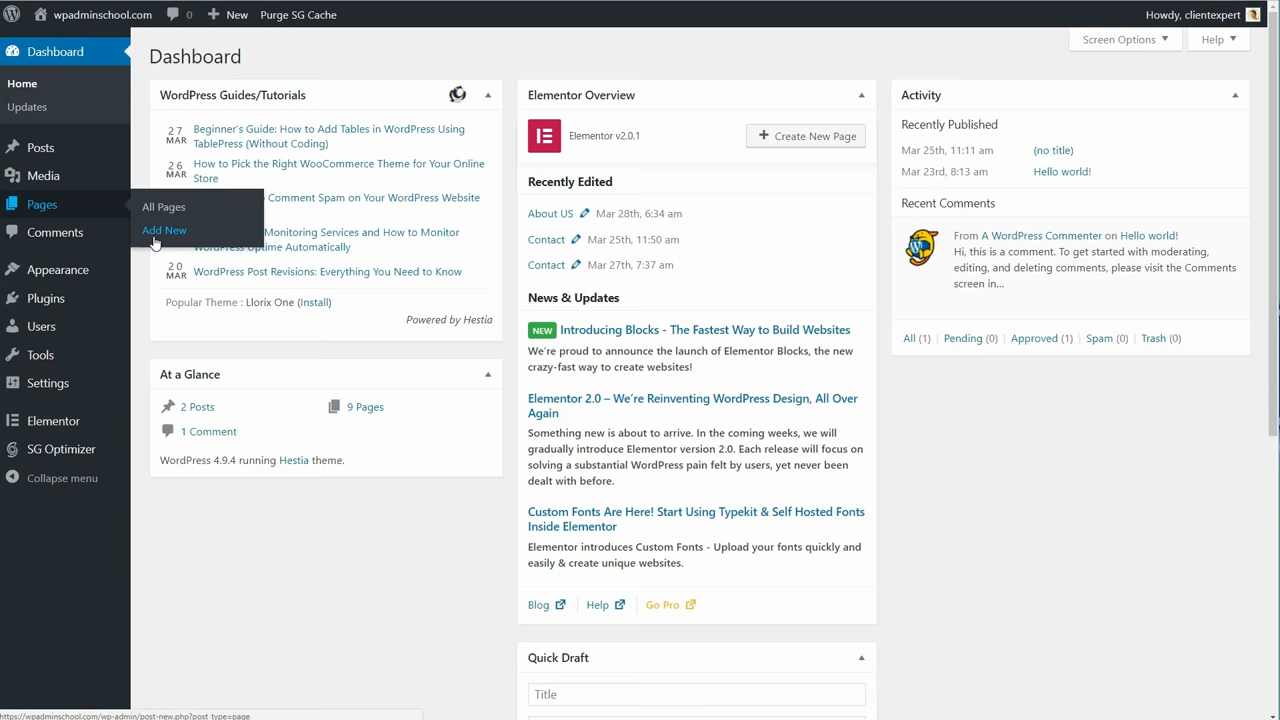 wpadminschool.com
0
New
Purge SG Cache
Howdy, clientexpert
Dashboard
Home
Updates
Posts
Media
Pages
All Pages
Add New
Comments
Appearance
Plugins
Users
Tools
Settings
Elementor
SG Optimizer
Collapse menu
Dashboard
Screen Options
Help
WordPress Guides/Tutorials
27
MAR
Beginner's Guide: How to Add Tables in WordPress Using
TablePress (Without Coding)
26
MAR
How to Pick the Right WooCommerce Theme for Your Online
Store
Comment Spam on Your WordPress Website
Monitoring Services and How to Monitor
WordPress Uptime Automatically
20
MAR
WordPress Post Revisions: Everything You Need to Know
Popular Theme : Llorix One (Install)
Powered by Hestia
At a Glance
2 Posts
9 Pages
1 Comment
WordPress 4.9.4 running Hestia theme.
Elementor Overview
Elementor v2.0.1
Create New Page
Recently Edited
About US Mar 28th, 6:34 am
Contact Mar 25th, 11:50 am
Contact Mar 27th, 7:37 am
News & Updates
NEW Introducing Blocks - The Fastest Way to Build Websites
We're proud to announce the launch of Elementor Blocks, the new
crazy-fast way to create websites!
Elementor 2.0 – We're Reinventing WordPress Design, All Over
Again
Something new is about to arrive. In the coming weeks, we will
gradually introduce Elementor version 2.0. Each release will focus on
solving a substantial WordPress pain felt by users, yet never been
dealt with before.
Custom Fonts Are Here! Start Using Typekit & Self Hosted Fonts
Inside Elementor
Elementor introduces Custom Fonts - Upload your fonts quickly and
easily & create unique websites.
Blog
Help
Go Pro
Quick Draft
Title
Activity
Recently Published
Mar 25th, 11:11 am (no title)
Mar 23rd, 8:13 am Hello world!
Recent Comments
From A WordPress Commenter on Hello world!
Hi, this is a comment. To get started with moderating,
editing, and deleting comments, please visit the Comments
screen in...
All (1) | Pending (0) | Approved (1) | Spam (0) | Trash (0)
https://wpadminschool.com/wp-admin/post-new.php?post_type=page